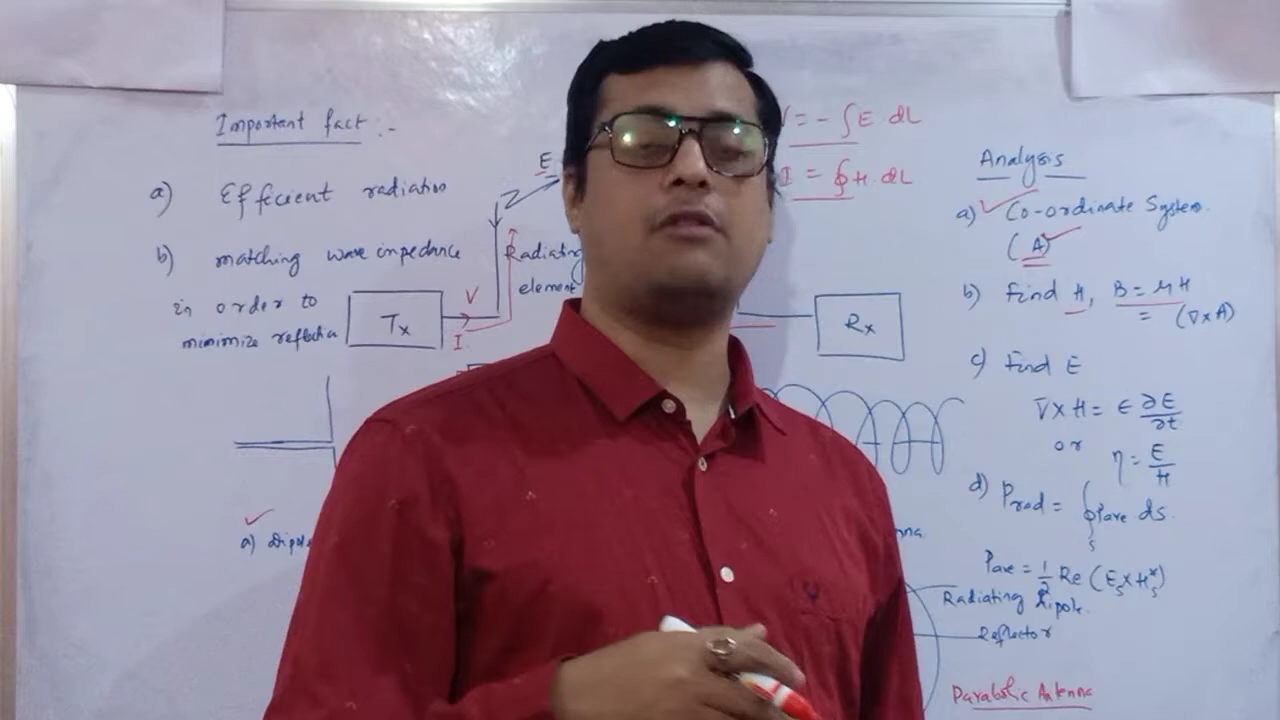 Important fact :-
a) Efficient radiation
b) matching wave impedance
in order to
minimize reflection
E
Radiating
element
Tx
V
I
V = - ∫E. dL
I = ∮H. dL
Rx
a) Dipole
Analysis
a) Co-ordinate System.
(A)
b) Find H, B = μH
= (∇×A)
c) Find E
∇×H = ε ∂E/∂t
or
η = E/H
d) Prad = ∮s Pave ds.
Pave = 1/2 Re (Es×Hs*)
Radiating Dipole.
Reflector
Parabolic Antenna